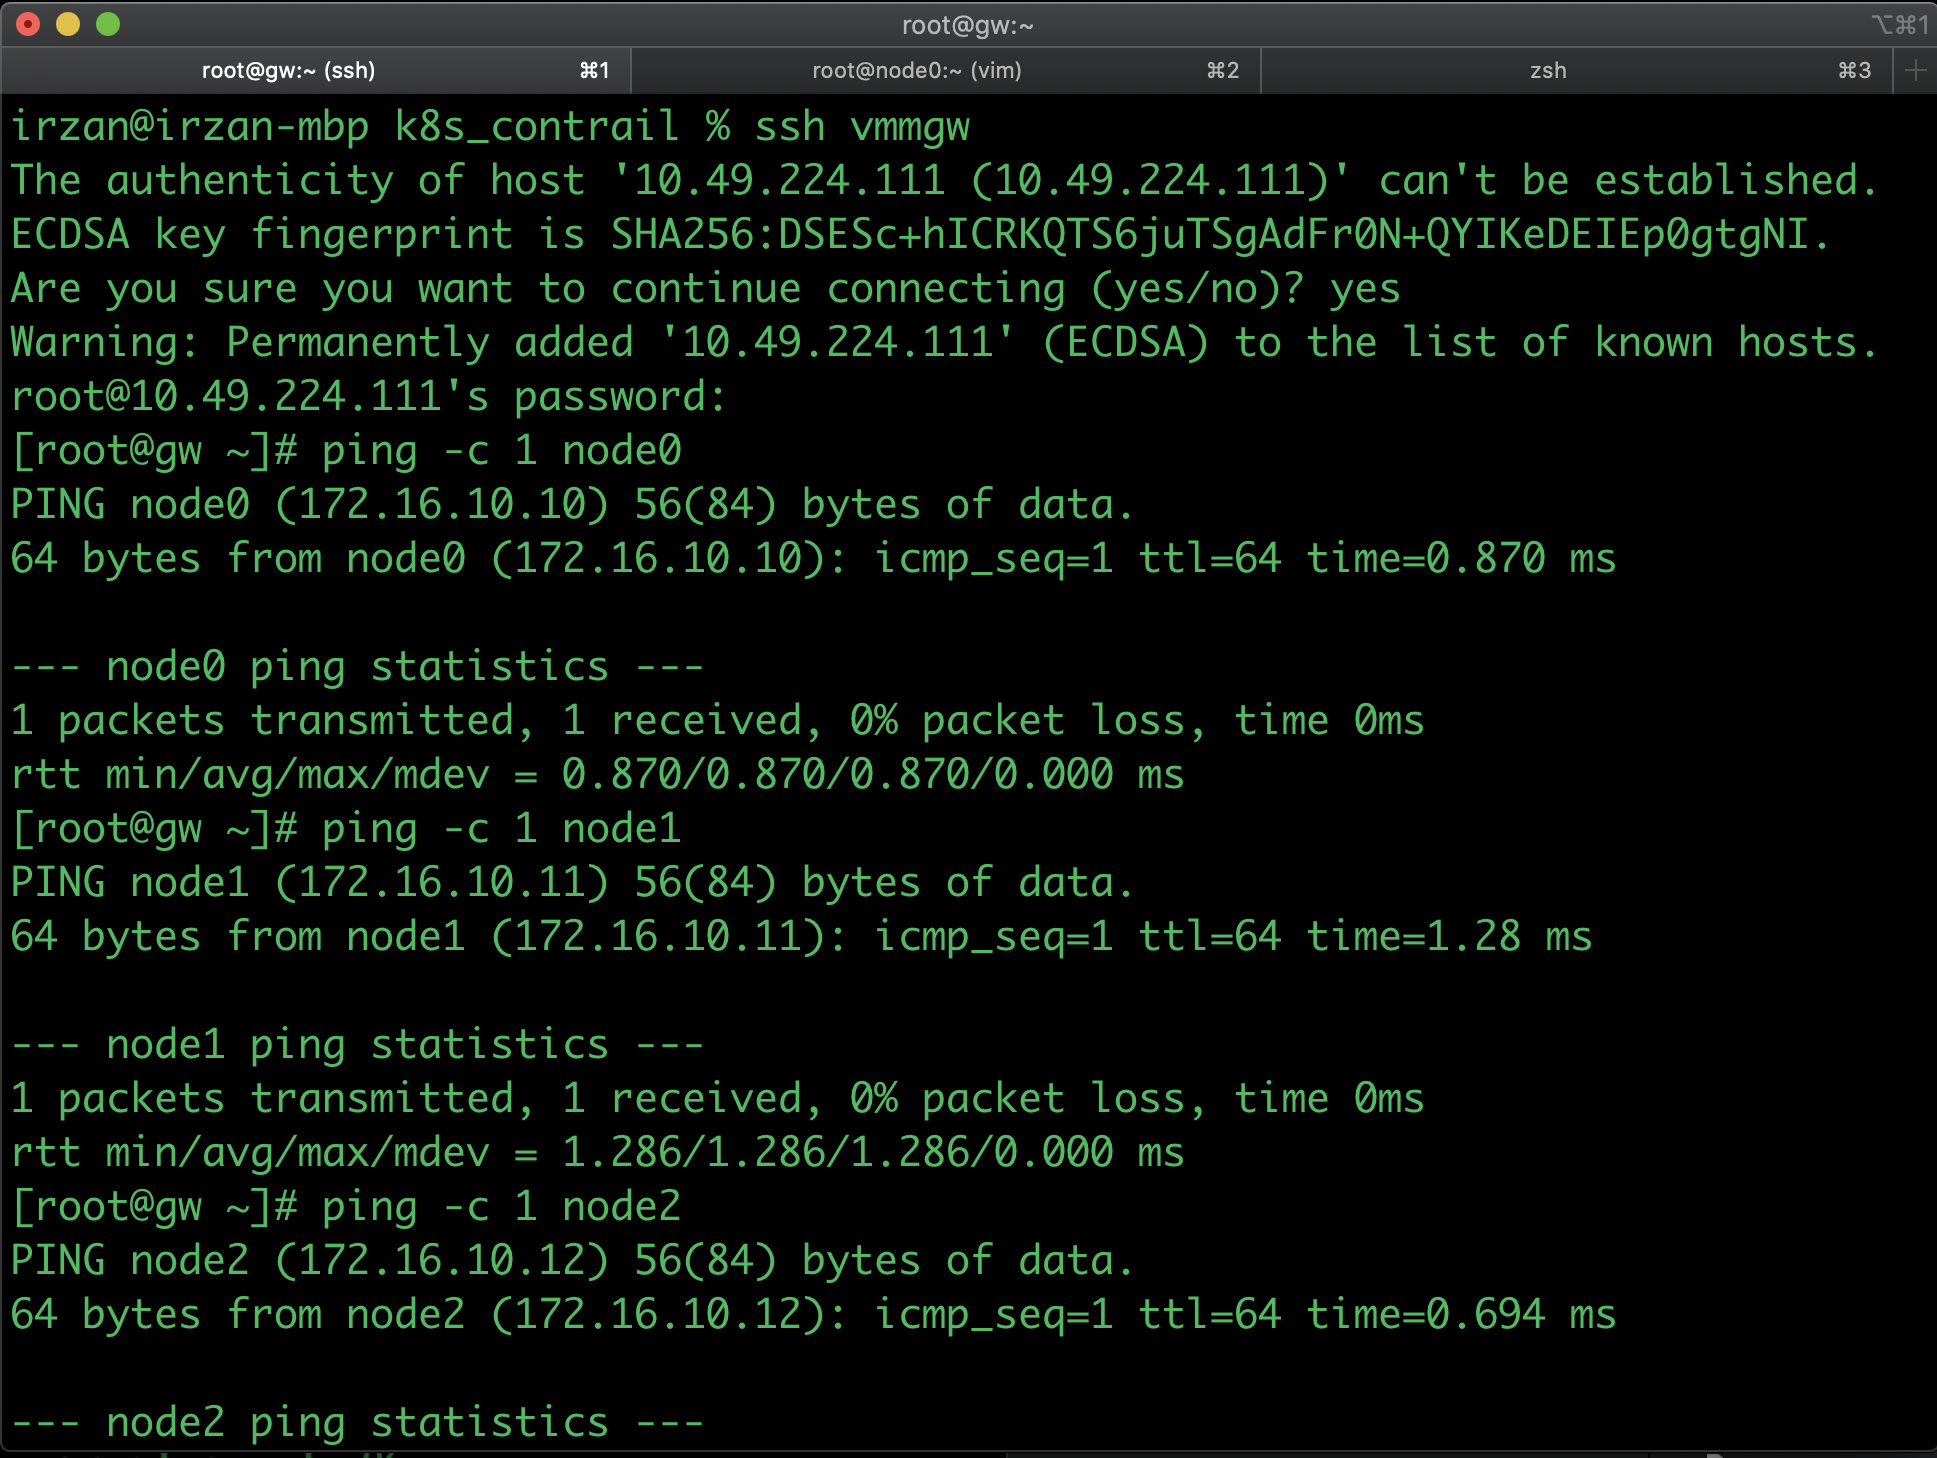 root@gw:~
⌥⌘1
root@gw:~ (ssh) ⌘1
root@node0:~ (vim) ⌘2
zsh ⌘3
irzan@irzan-mbp k8s_contrail % ssh vmmgw
The authenticity of host '10.49.224.111 (10.49.224.111)' can't be established.
ECDSA key fingerprint is SHA256:DSESc+hICRKQTS6juTSgAdFr0N+QYIKeDEIEp0gtgNI.
Are you sure you want to continue connecting (yes/no)? yes
Warning: Permanently added '10.49.224.111' (ECDSA) to the list of known hosts.
root@10.49.224.111's password:
[root@gw ~]# ping -c 1 node0
PING node0 (172.16.10.10) 56(84) bytes of data.
64 bytes from node0 (172.16.10.10): icmp_seq=1 ttl=64 time=0.870 ms
--- node0 ping statistics ---
1 packets transmitted, 1 received, 0% packet loss, time 0ms
rtt min/avg/max/mdev = 0.870/0.870/0.870/0.000 ms
[root@gw ~]# ping -c 1 node1
PING node1 (172.16.10.11) 56(84) bytes of data.
64 bytes from node1 (172.16.10.11): icmp_seq=1 ttl=64 time=1.28 ms
--- node1 ping statistics ---
1 packets transmitted, 1 received, 0% packet loss, time 0ms
rtt min/avg/max/mdev = 1.286/1.286/1.286/0.000 ms
[root@gw ~]# ping -c 1 node2
PING node2 (172.16.10.12) 56(84) bytes of data.
64 bytes from node2 (172.16.10.12): icmp_seq=1 ttl=64 time=0.694 ms
--- node2 ping statistics ---